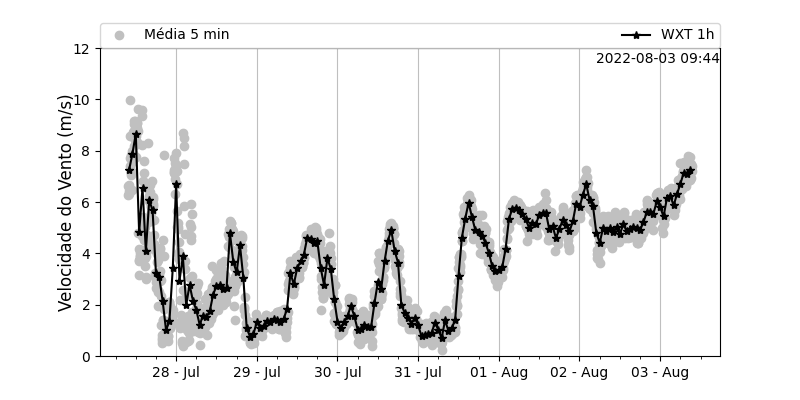 Média 5 min
WXT 1h
2022-08-03 09:44
Velocidade do Vento (m/s)
12
10
8
6
4
2
0
28 - Jul
29 - Jul
30 - Jul
31 - Jul
01 - Aug
02 - Aug
03 - Aug